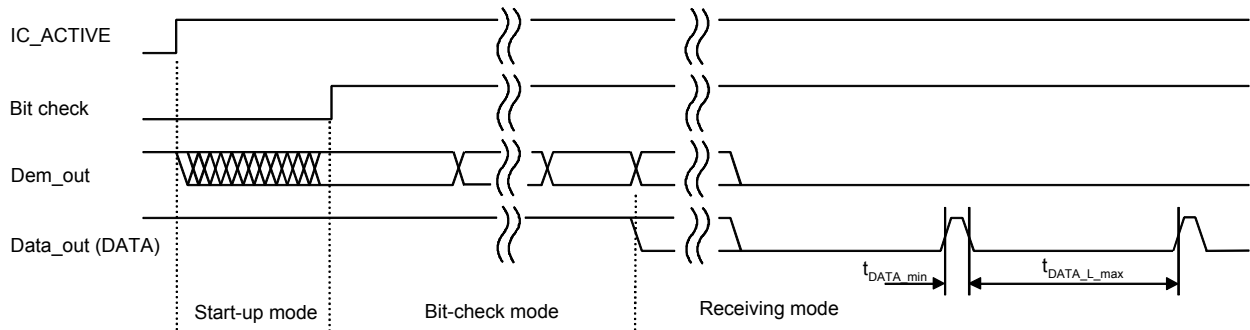 IC_ACTIVE
Bit check
Dem_out
Data_out (DATA)
tDATA_min
tDATA_L_max
Start-up mode
Bit-check mode
Receiving mode